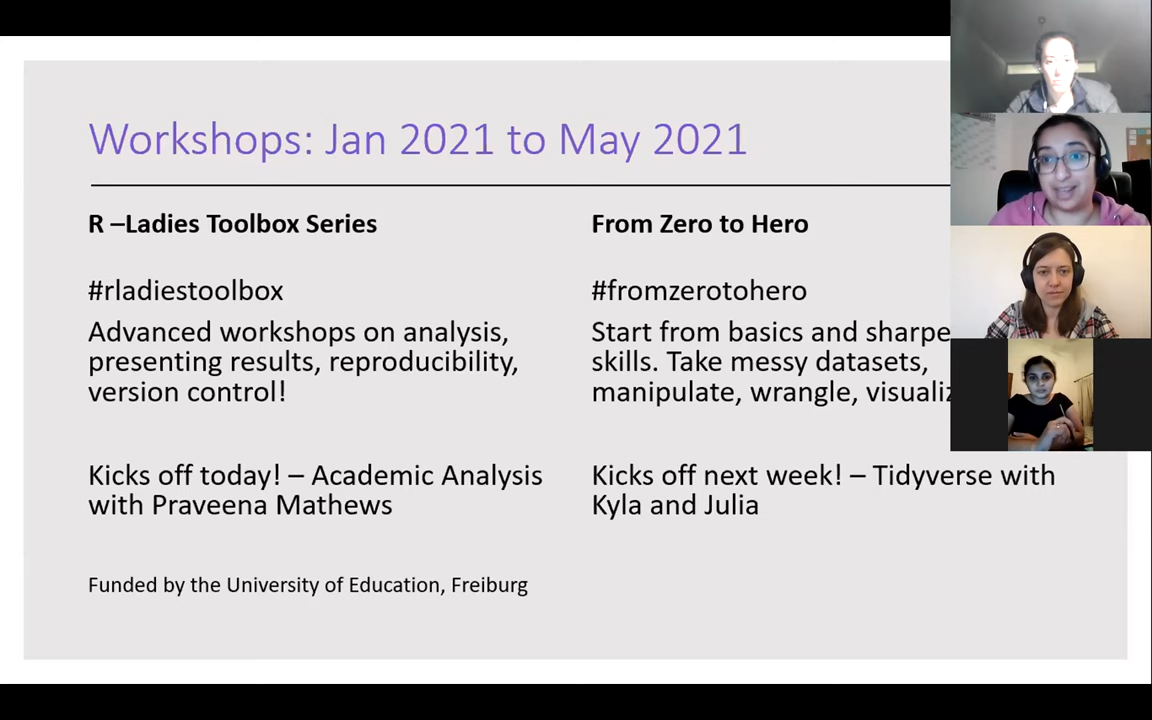 Workshops: Jan 2021 to May 2021
R –Ladies Toolbox Series
#rladiestoolbox
Advanced workshops on analysis,
presenting results, reproducibility,
version control!
Kicks off today! – Academic Analysis
with Praveena Mathews
From Zero to Hero
#fromzerotohero
Start from basics and sharpe
skills. Take messy datasets,
manipulate, wrangle, visualiz
Kicks off next week! – Tidyverse with
Kyla and Julia
Funded by the University of Education, Freiburg